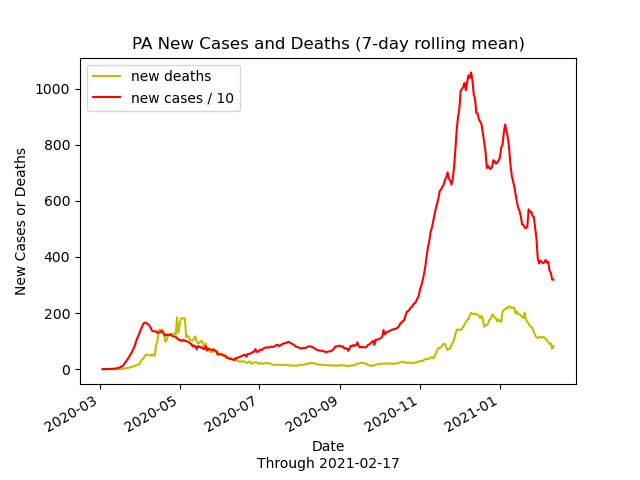 PA New Cases and Deaths (7-day rolling mean)
new deaths
new cases / 10
New Cases or Deaths
1000
800
600
400
200
0
2020-03
2020-05
2020-07
2020-09
2020-11
2021-01
Date
Through 2021-02-17